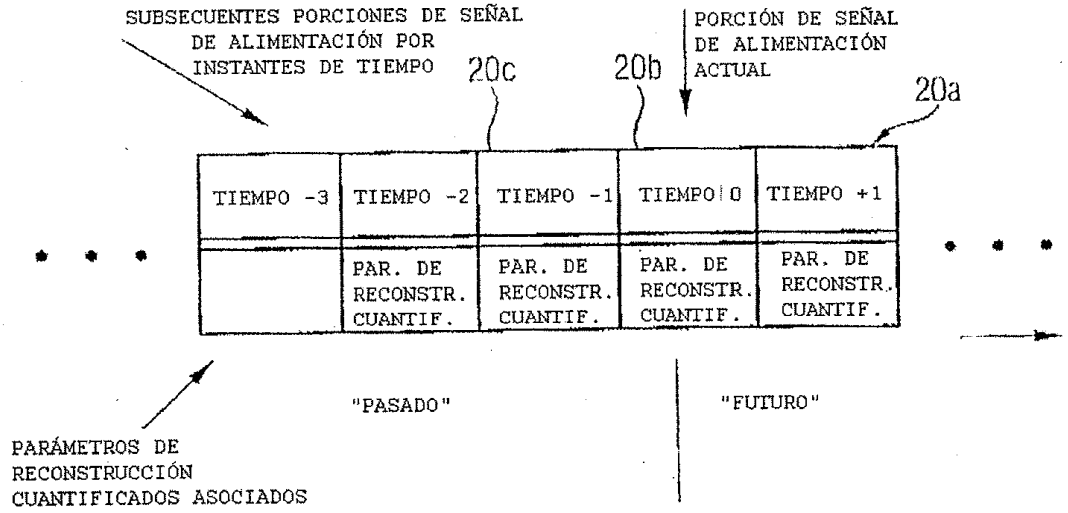 SUBSECUENTES PORCIONES DE SEÑAL
DE ALIMENTACIÓN POR
INSTANTES DE TIEMPO
PORCIÓN DE SEÑAL
DE ALIMENTACIÓN
ACTUAL
20c
20b
20a
TIEMPO -3
TIEMPO -2
TIEMPO -1
TIEMPO 0
TIEMPO +1
PAR. DE
RECONSTR.
CUANTIF.
PAR. DE
RECONSTR.
CUANTIF.
PAR. DE
RECONSTR.
CUANTIF.
PAR. DE
RECONSTR.
CUANTIF.
"PASADO"
"FUTURO"
PARÁMETROS DE
RECONSTRUCCIÓN
CUANTIFICADOS ASOCIADOS